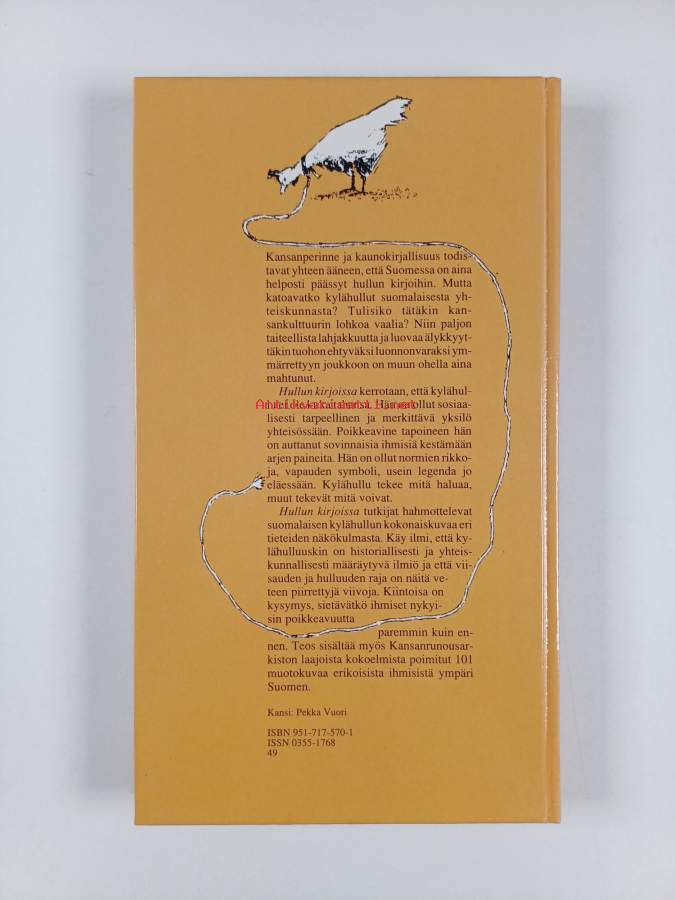 Kansanperinne ja kaunokirjallisuus todis-
tavat yhteen ääneen, että Suomessa on aina
helposti päässyt hullun kirjoihin. Mutta
katoavatko kylähullut suomalaisesta yh-
teiskunnasta? Tulisiko tätäkin kan-
sankulttuurin lohkoa vaalia? Niin paljon
taiteellista lahjakkuutta ja luovaa älykkyyt-
täkin tuohon ehtyväksi luonnonvaraksi ym-
märrettyyn joukkoon on muun ohella aina
mahtunut.
Hullun kirjoissa kerrotaan, että kylähul-
Hän on ollut sosiaa-
lisesti tarpeellinen ja merkittävä yksilö
yhteisössään. Poikkeavine tapoineen hän
on auttanut sovinnaisia ihmisiä kestämään
arjen paineita. Hän on ollut normien rikko-
ja, vapauden symboli, usein legenda jo
eläessään. Kylähullu tekee mitä haluaa,
muut tekevät mitä voivat.
Hullun kirjoissa tutkijat hahmottelevat
suomalaisen kylähullun kokonaiskuvaa eri
tieteiden näkökulmasta. Käy ilmi, että ky-
lähulluuskin on historiallisesti ja yhteis-
kunnallisesti määräytyvä ilmiö ja että vii-
sauden ja hulluuden raja on näitä ve-
teen piirrettyjä viivoja. Kiintoisa on
kysymys, sietävätkö ihmiset nykyi-
sin poikkeavuutta
paremmin kuin en-
nen. Teos sisältää myös Kansanrunousar-
kiston laajoista kokoelmista poimitut 101
muotokuvaa erikoisista ihmisistä ympäri
Suomen.
Kansi: Pekka Vuori
ISBN 951-717-570-1
ISSN 0355-1768
49